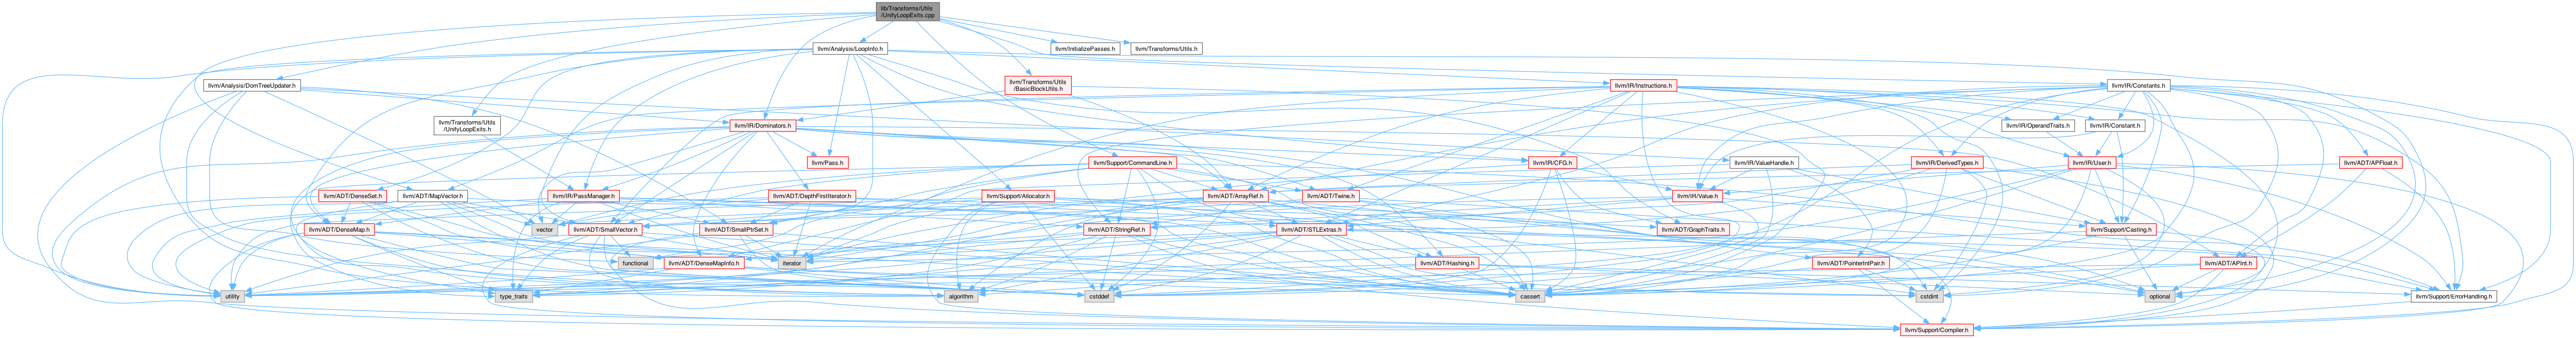 lib/Transforms/Utils
/UnifyLoopExits.cpp
llvm/Analysis/LoopInfo.h
llvm/InitializePasses.h
llvm/Transforms/Utils.h
llvm/Analysis/DomTreeUpdater.h
llvm/Transforms/Utils
/BasicBlockUtils.h
llvm/IR/Instructions.h
llvm/IR/Constants.h
llvm/Transforms/Utils
/UnifyLoopExits.h
llvm/IR/Dominators.h
llvm/IR/OperandTraits.h
llvm/IR/Constant.h
llvm/Pass.h
llvm/Support/CommandLine.h
llvm/IR/CFG.h
llvm/IR/ValueHandle.h
llvm/IR/DerivedTypes.h
llvm/IR/User.h
llvm/ADT/APFloat.h
llvm/ADT/DenseSet.h
llvm/ADT/MapVector.h
llvm/IR/PassManager.h
llvm/ADT/DepthFirstIterator.h
llvm/Support/Allocator.h
llvm/ADT/ArrayRef.h
llvm/ADT/Twine.h
llvm/IR/Value.h
llvm/ADT/DenseMap.h
vector
llvm/ADT/SmallVector.h
llvm/ADT/SmallPtrSet.h
llvm/ADT/StringRef.h
llvm/ADT/STLExtras.h
llvm/ADT/GraphTraits.h
llvm/Support/Casting.h
functional
llvm/ADT/DenseMapInfo.h
iterator
llvm/ADT/Hashing.h
llvm/ADT/PointerIntPair.h
llvm/ADT/APInt.h
utility
type_traits
algorithm
cstddef
cassert
cstdint
optional
llvm/Support/ErrorHandling.h
llvm/Support/Compiler.h